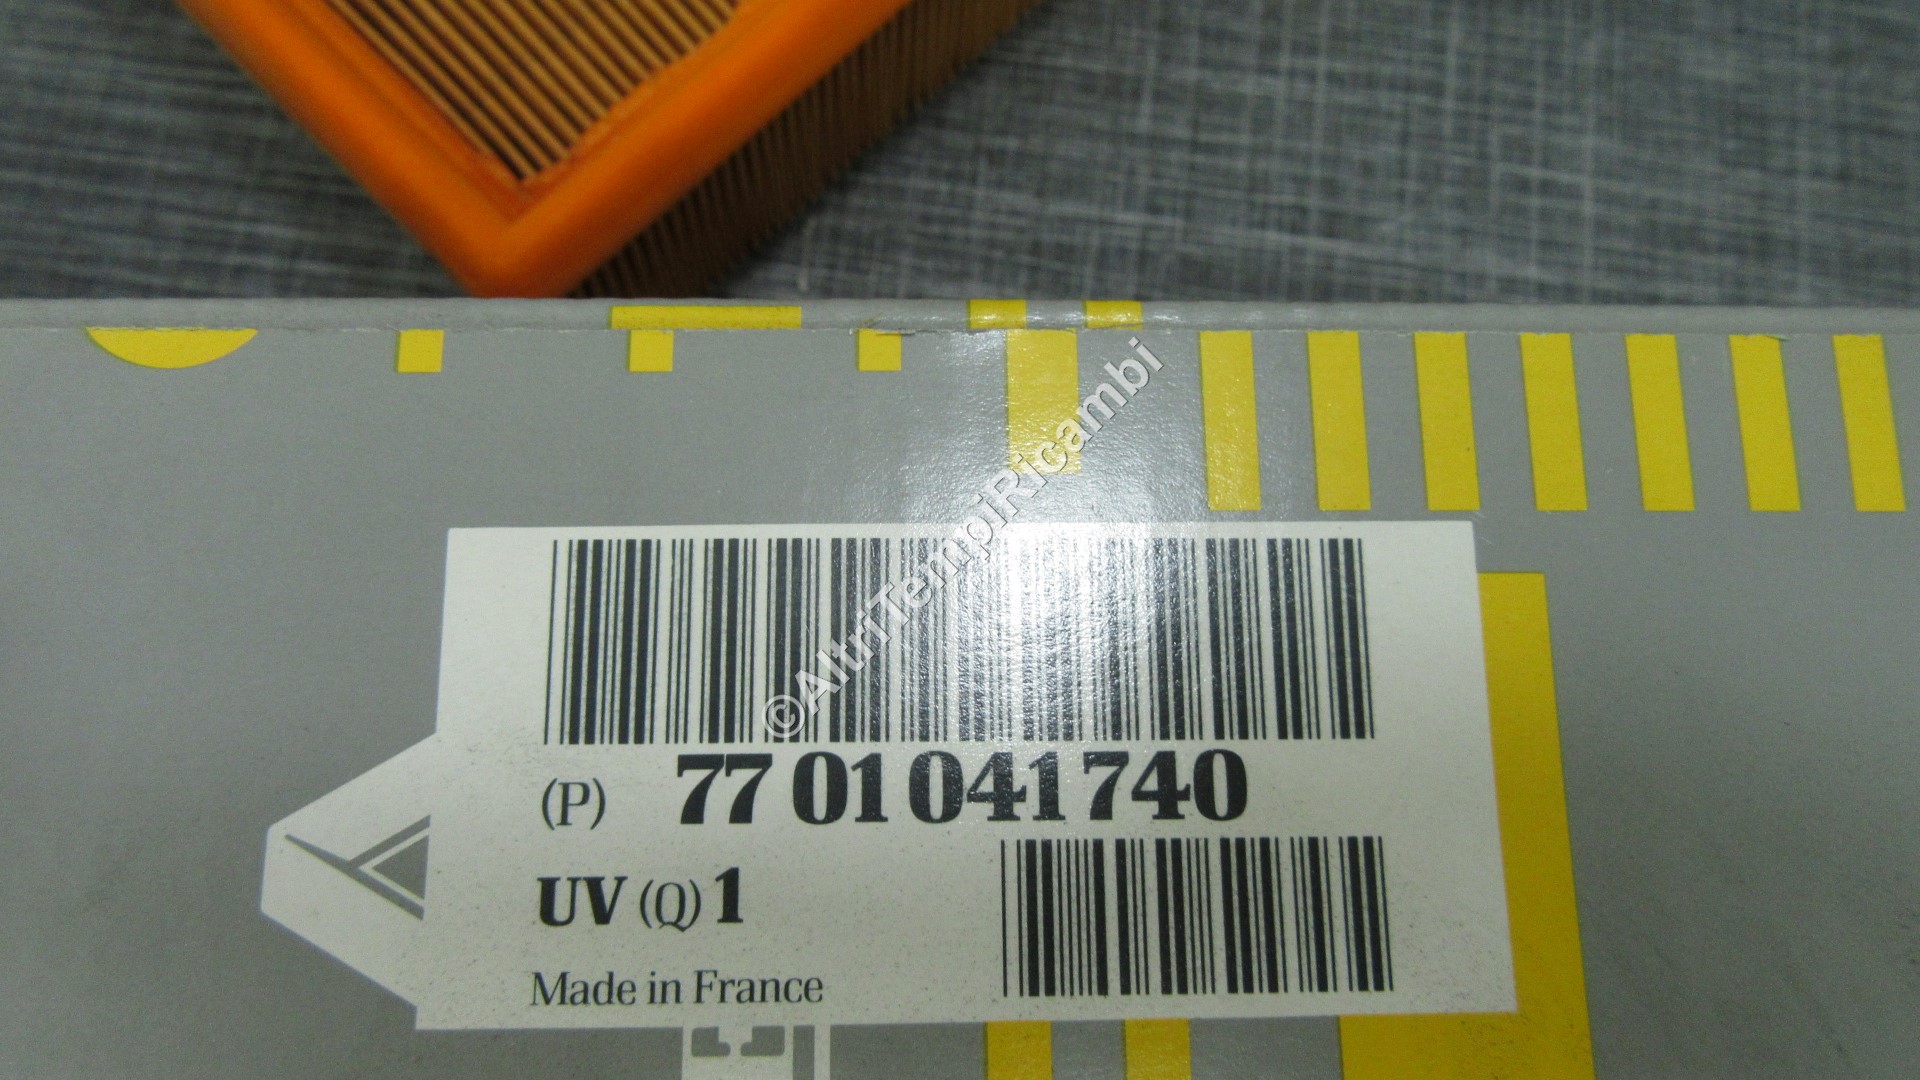 ©AltriTempiRicambi
(P) 77 01 041 740
UV (Q) 1
Made in France